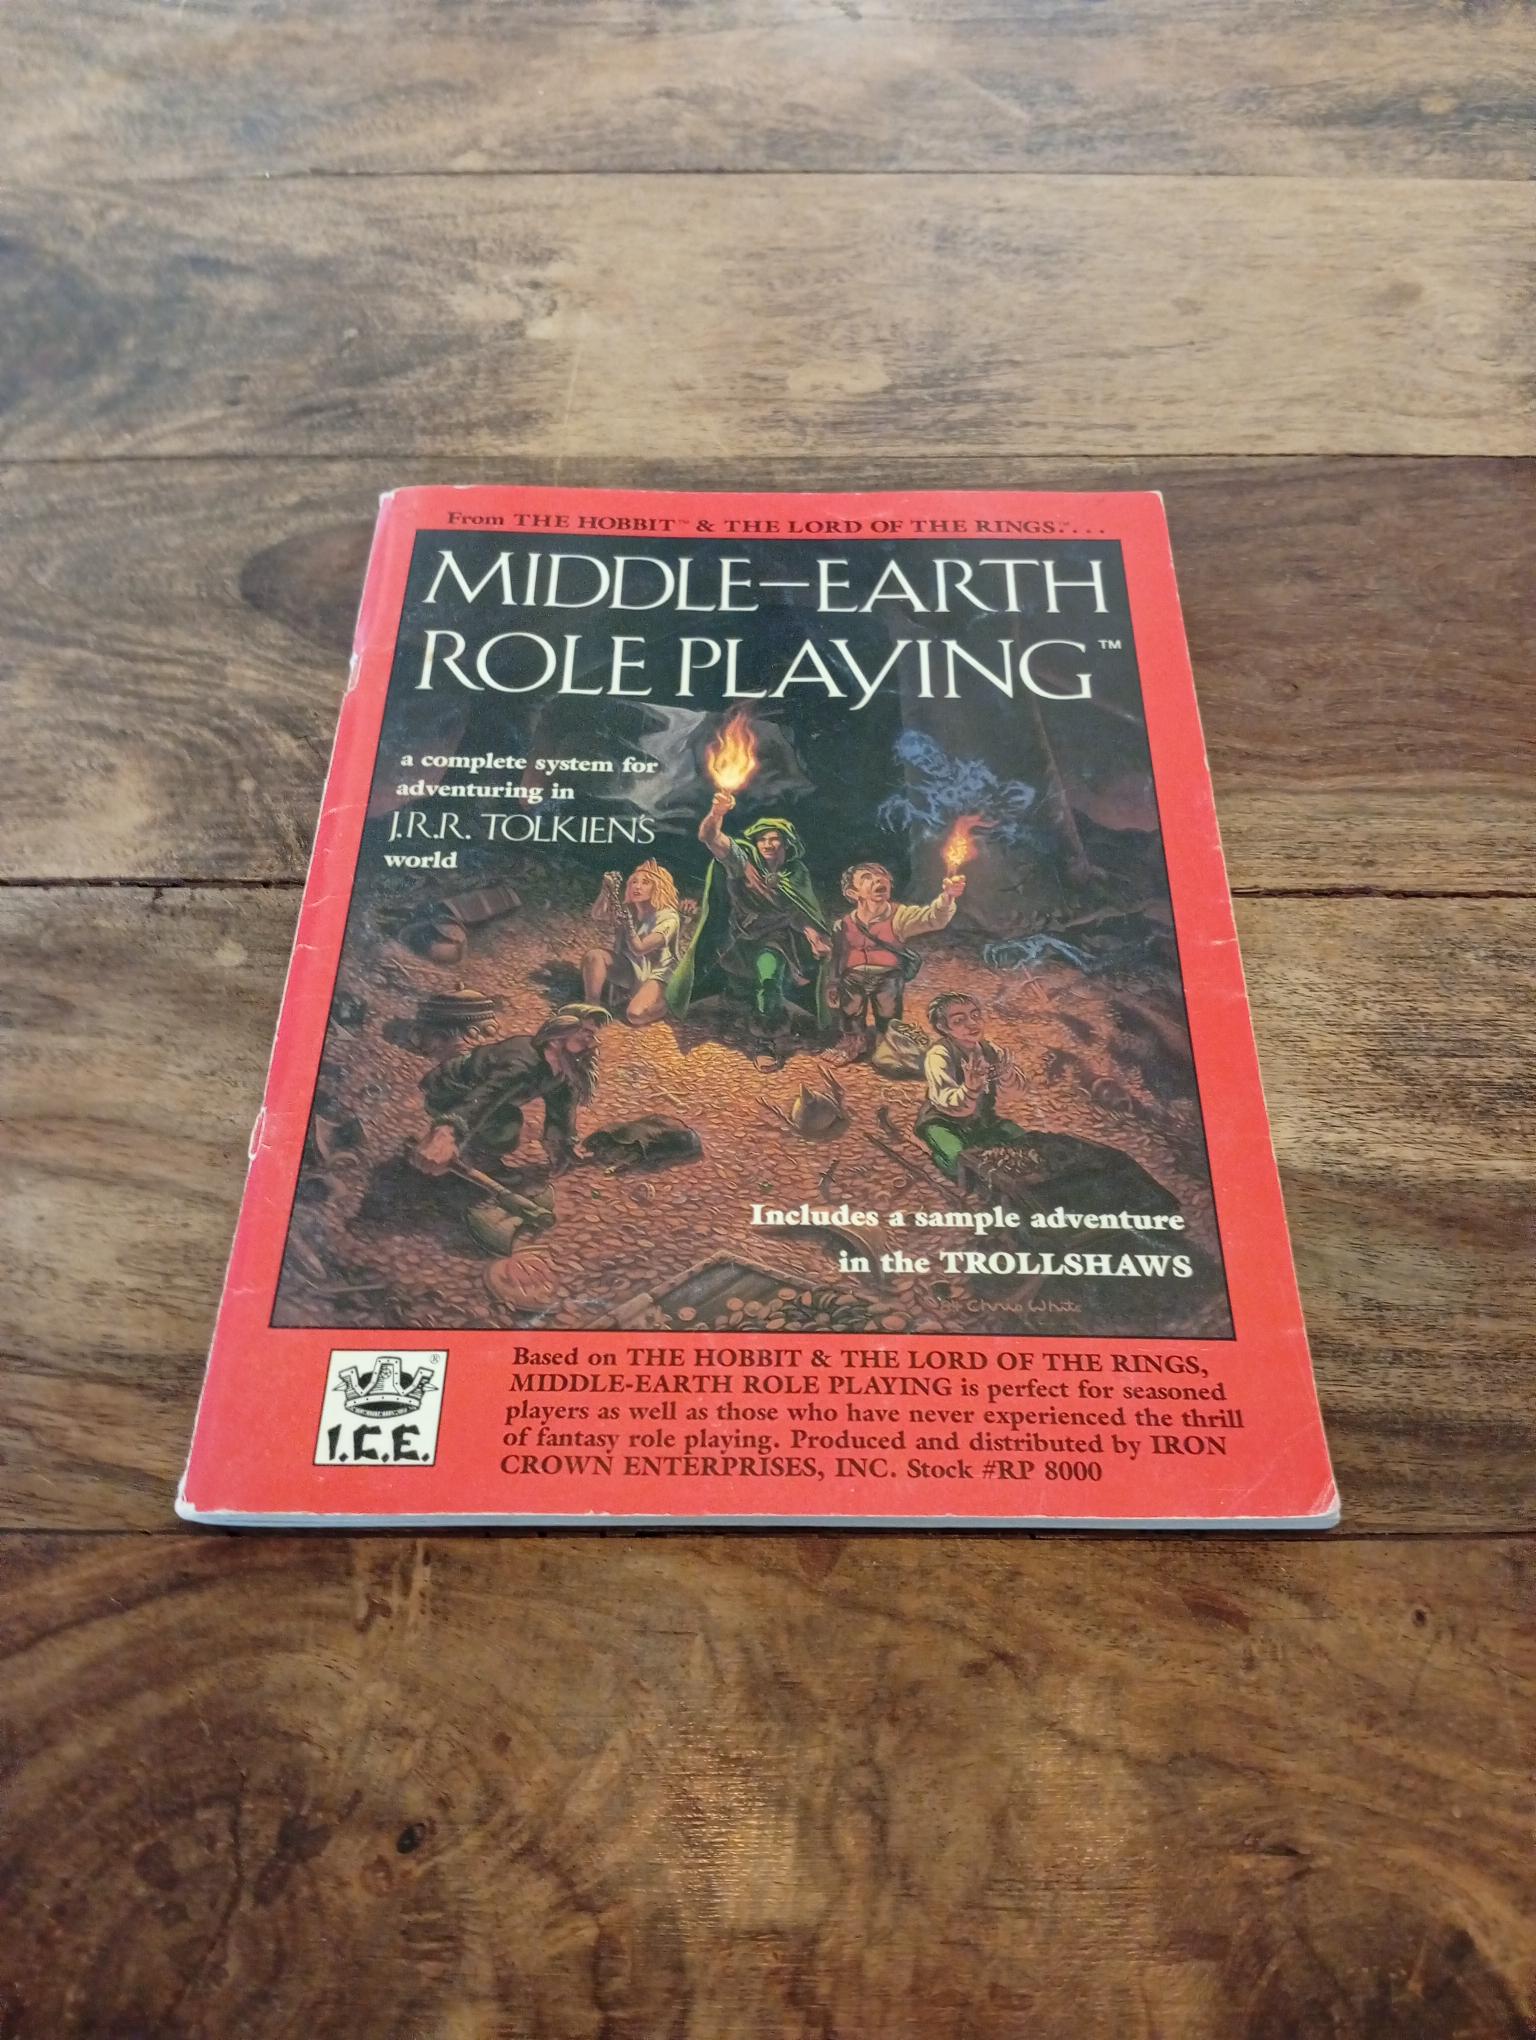 From THE HOBBIT™ & THE LORD OF THE RINGS™....
MIDDLE-EARTH
ROLE PLAYING™
a complete system for
adventuring in
J.R.R. TOLKIEN'S
world
Includes a sample adventure
in the TROLLSHAWS
84 Chris White
®
I.C.E.
Based on THE HOBBIT & THE LORD OF THE RINGS,
MIDDLE-EARTH ROLE PLAYING is perfect for seasoned
players as well as those who have never experienced the thrill
of fantasy role playing. Produced and distributed by IRON
CROWN ENTERPRISES, INC. Stock #RP 8000